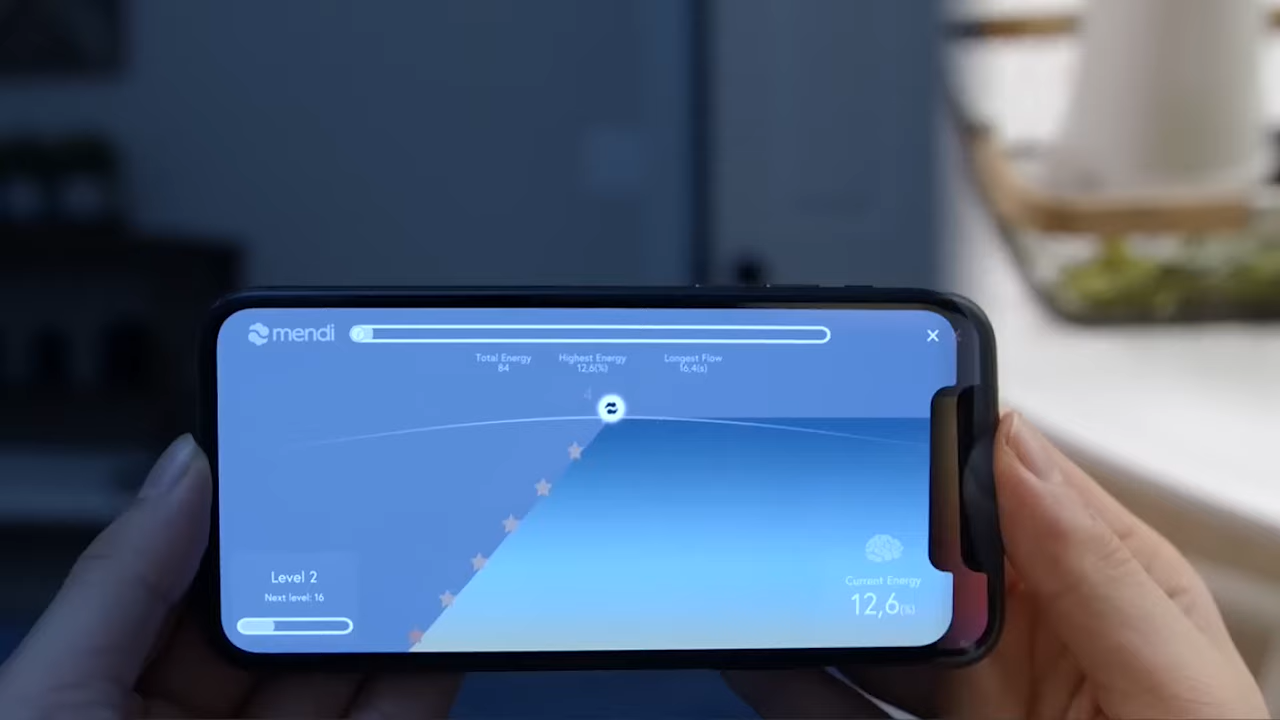 mendi
Total Energy
84
Highest Energy
12,6(%)
Longest Flow
16,4(s)
Level 2
Next level: 16
Current Energy
12,6(%)